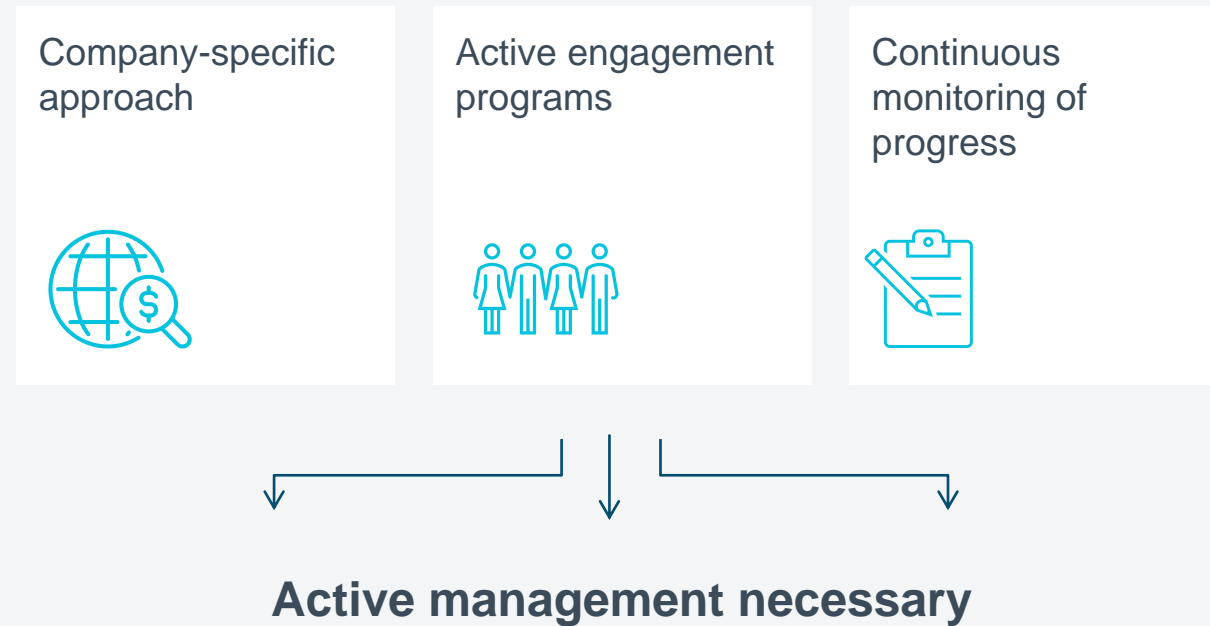 Company-specific
approach
Active engagement
programs
Continuous
monitoring of
progress
$
Active management necessary